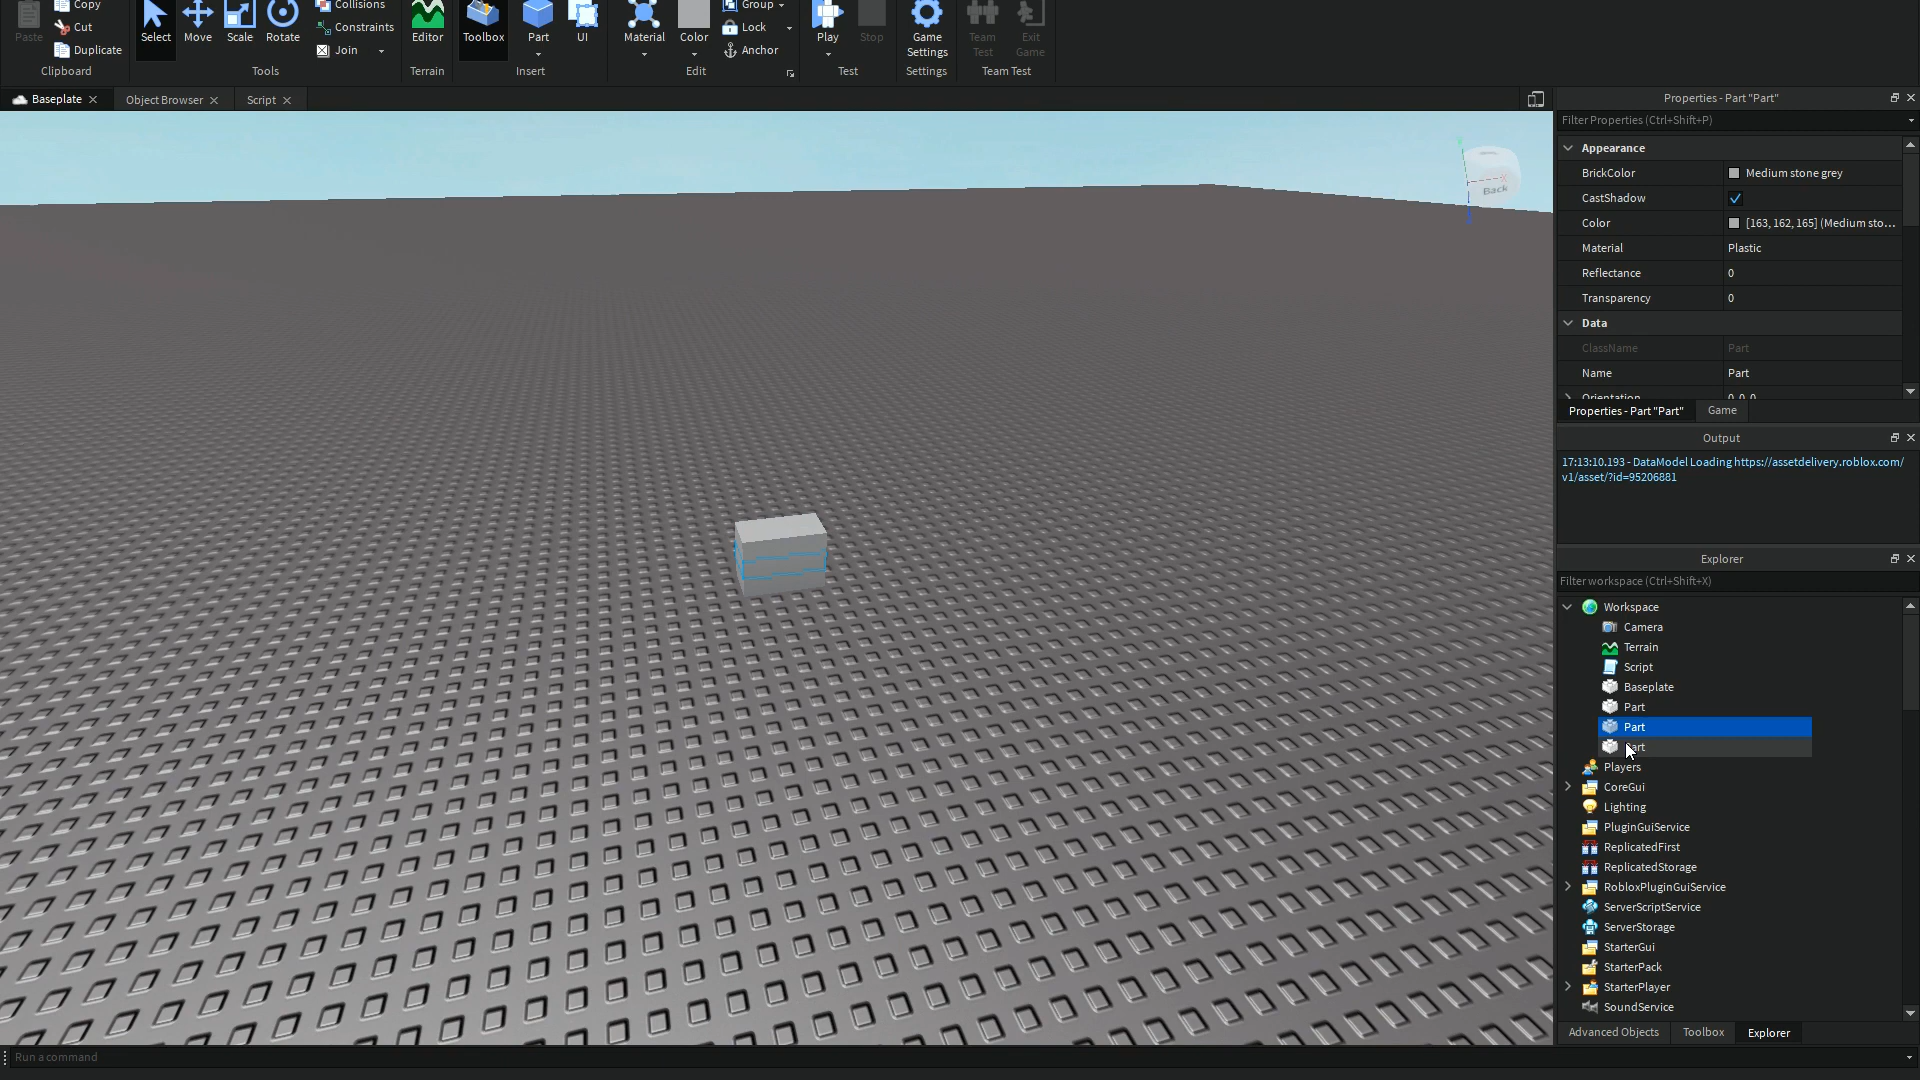 Copy
Collisions
Group
Paste
Cut
Select
Move
Scale
Rotate
Constraints
Editor
Toolbox
Part
UI
Material
Color
Lock
Play
Stop
Game
Settings
Team
Test
Exit
Game
Duplicate
Join
Anchor
Clipboard
Tools
Terrain
Insert
Edit
Test
Settings
Team Test
Baseplate
Object Browser
Script
Back
Properties - Part "Part"
Filter Properties (Ctrl+Shift+P)
Appearance
BrickColor Medium stone grey
CastShadow
Color [163, 162, 165] (Medium sto...
Material Plastic
Reflectance 0
Transparency 0
Data
ClassName Part
Name Part
Orientation 0, 0, 0
Properties - Part "Part" Game
Output
17:13:10.193 - DataModel Loading https://assetdelivery.roblox.com/
v1/asset/?id=95206881
Explorer
Filter workspace (Ctrl+Shift+X)
Workspace
Camera
Terrain
Script
Baseplate
Part
Part
Part
Players
CoreGui
Lighting
PluginGuiService
ReplicatedFirst
ReplicatedStorage
RobloxPluginGuiService
ServerScriptService
ServerStorage
StarterGui
StarterPack
StarterPlayer
SoundService
Advanced Objects Toolbox Explorer
Run a command